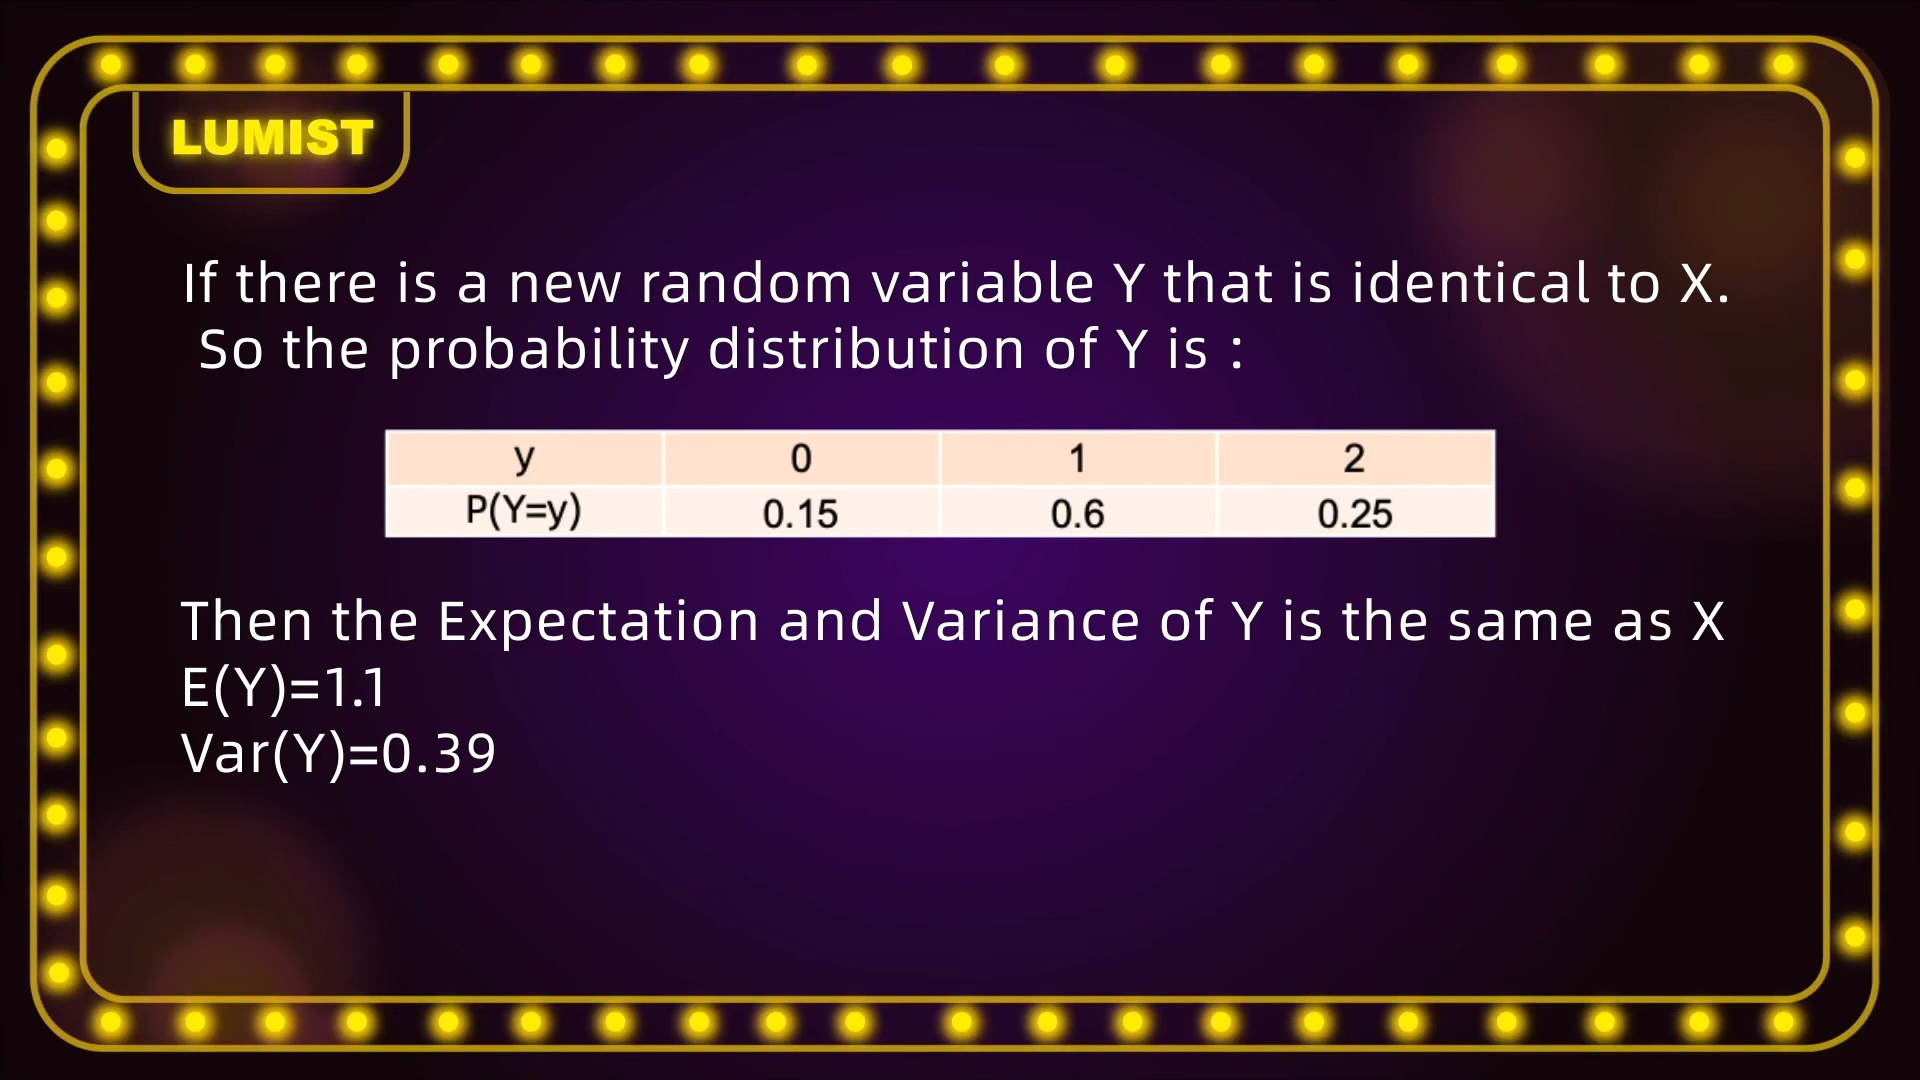 LUMIST
If there is a new random variable Y that is identical to X.
So the probability distribution of Y is :
y 0 1 2
P(Y=y) 0.15 0.6 0.25
Then the Expectation and Variance of Y is the same as X
E(Y)=1.1
Var(Y)=0.39